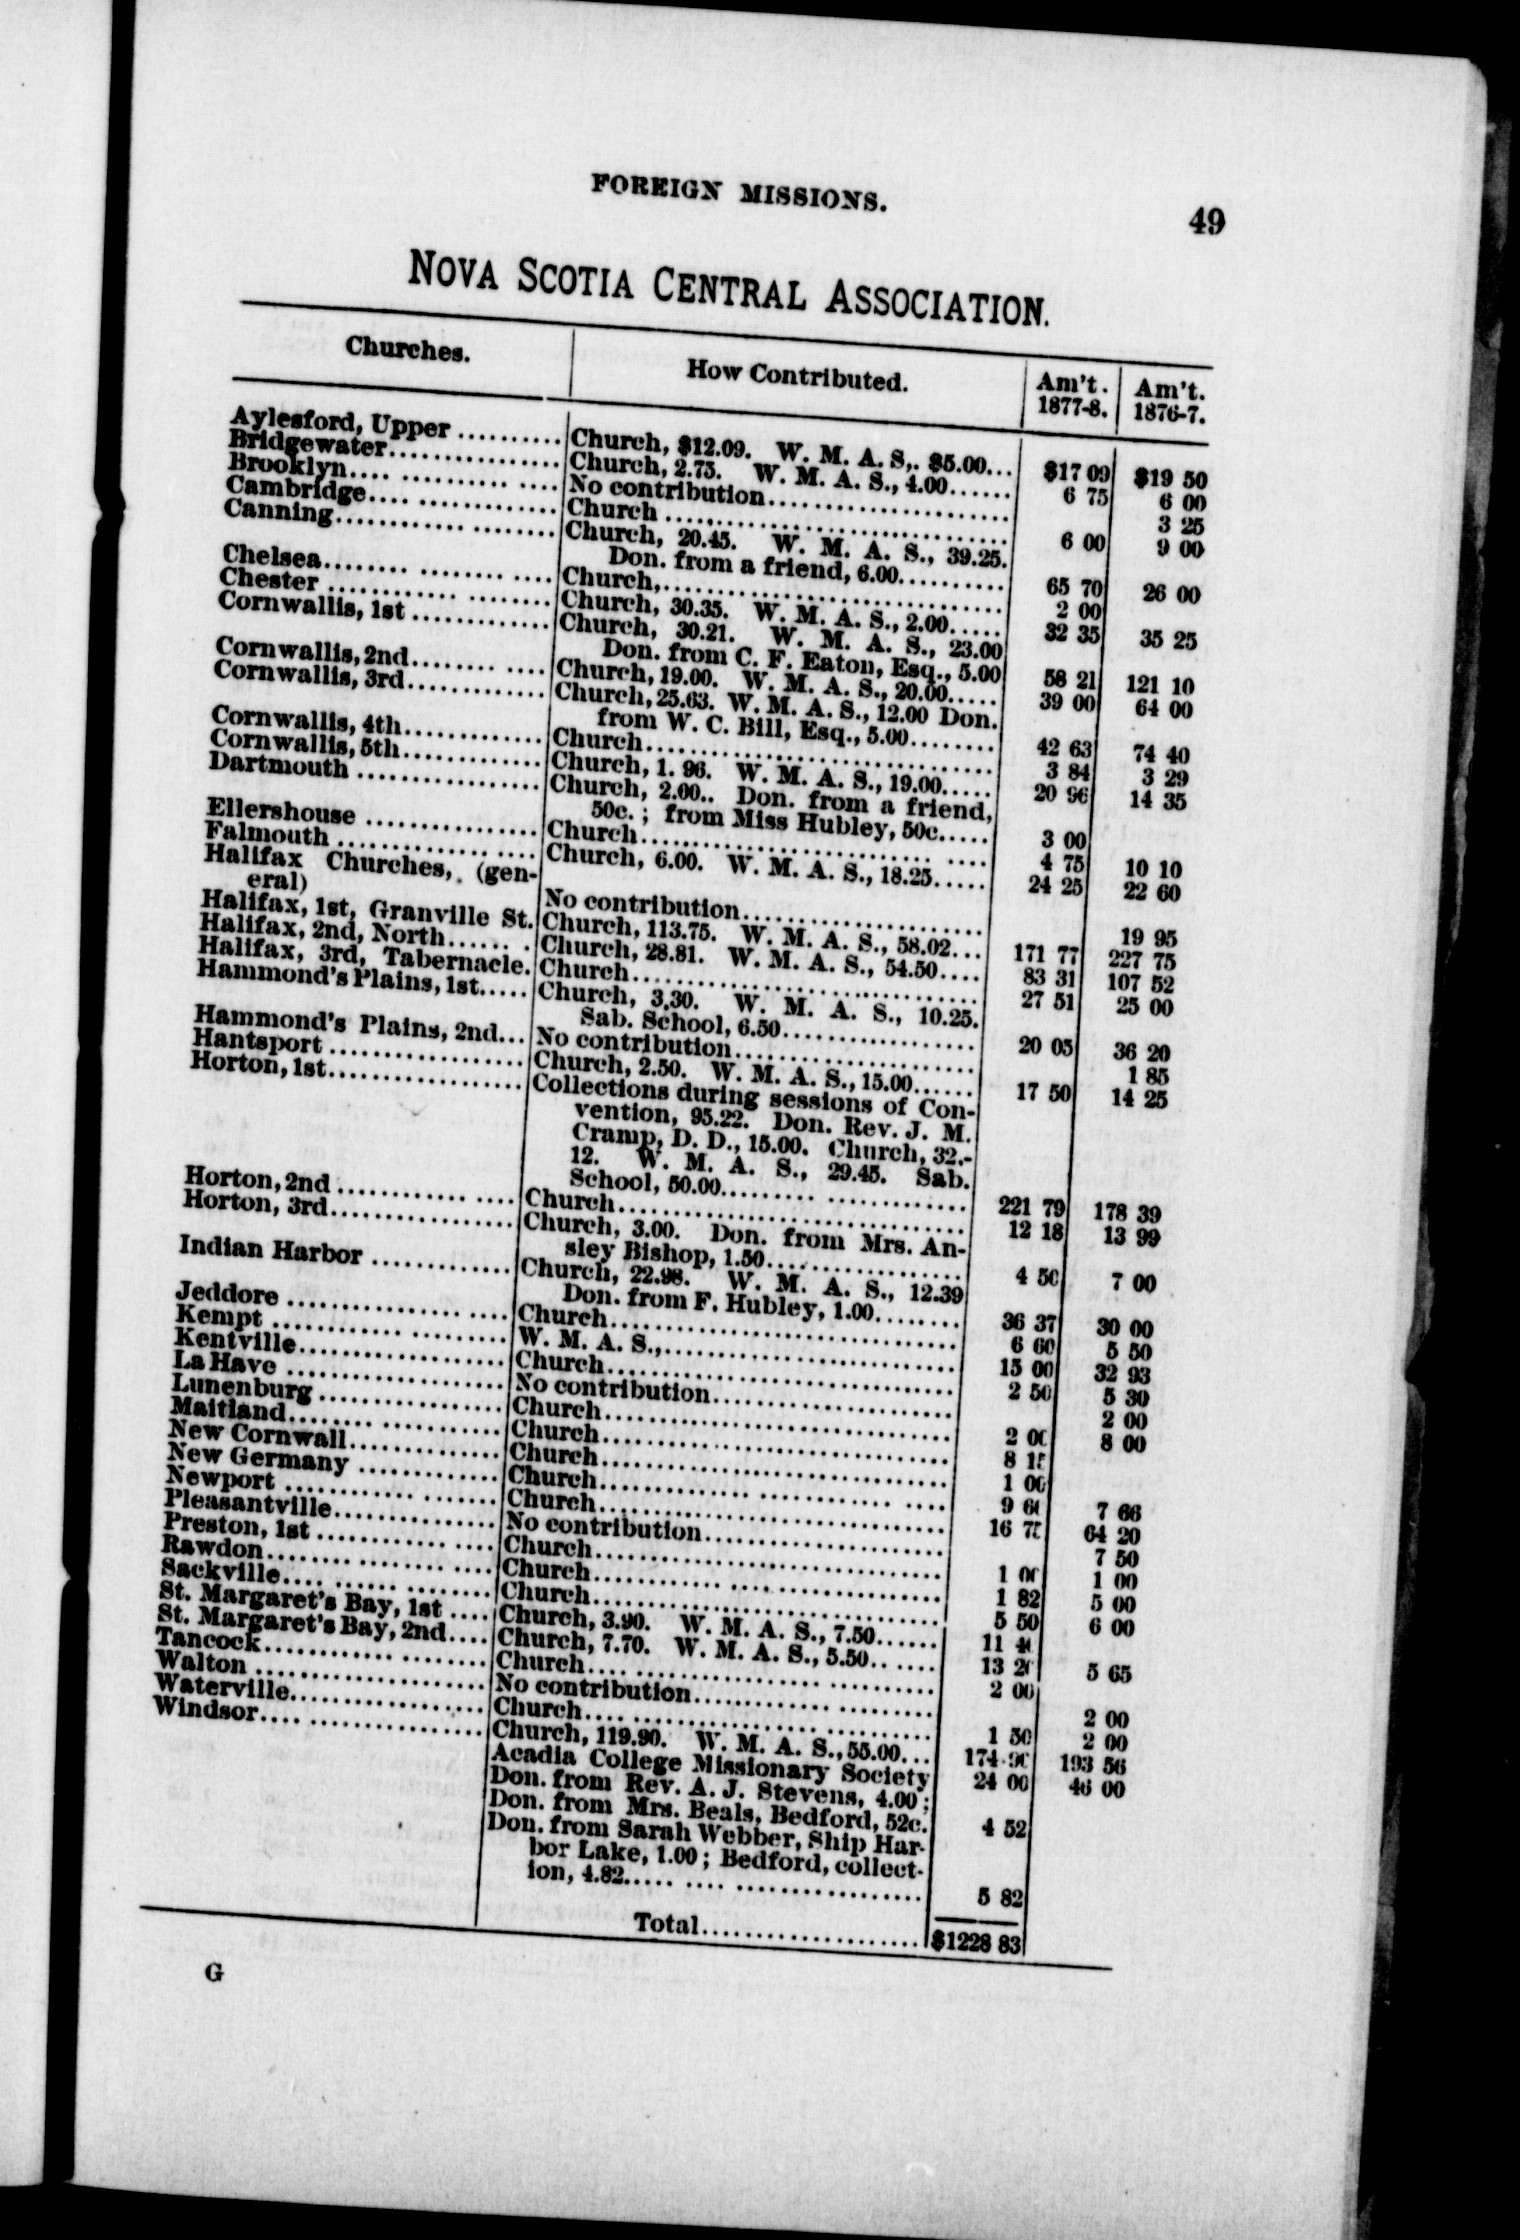 FOREIGN MISSIONS.
49
NOVA SCOTIA CENTRAL ASSOCIATION.
Churches. How Contributed. Am't. 1877-8. Am't. 1876-7.
Aylesford, Upper .......... Church, $12.09. W. M. A. S,. $5.00... $17 09 $19 50
Bridgewater................ Church, 2.75. W. M. A. S., 4.00...... 6 75 6 00
Brooklyn.... .......... .... No contribution...................... 3 25
Cambridge.... .............. Church ................................ 6 00 9 00
Canning............ ........ Church, 20.45. W. M. A. S., 39.25.
Don. from a friend, 6.00.......... 65 70 26 00
Chelsea........ ........ .... Church,................................ 2 00
Chester ............ ........ Church, 30.35. W. M. A. S., 2.00..... 32 35 35 25
Cornwallis, 1st ............. Church, 30.21. W. M. A. S., 23.00
Don. from C. F. Eaton, Esq., 5.00 58 21 121 10
Cornwallis, 2nd........ .... Church, 19.00. W. M. A. S., 20.00..... 39 00 64 00
Cornwallis, 3rd............. Church, 25.63. W. M. A. S., 12.00 Don.
from W. C. Bill, Esq., 5.00........ 42 63 74 40
Cornwallis, 4th............. Church................................ 3 84 3 29
Cornwallis, 5th............. Church, 1. 96. W. M. A. S., 19.00..... 20 96 14 35
Dartmouth ................. Church, 2.00.. Don. from a friend,
50c. ; from Miss Hubley, 50c..... 3 00
Ellershouse ................ Church.......................... .... 4 75 10 10
Falmouth .............. .... Church, 6.00. W. M. A. S., 18.25..... 24 25 22 60
Halifax Churches, . (gen-
eral) No contribution...................... 19 95
Halifax, 1st, Granville St. Church, 113.75. W. M. A. S., 58.02... 171 77 227 75
Halifax, 2nd, North...... . Church, 28.81. W. M. A. S., 54.50.... 83 31 107 52
Halifax, 3rd, Tabernacle. Church................................ 27 51 25 00
Hammond's Plains, 1st..... Church, 3.30. W. M. A. S., 10.25.
Sab. School, 6.50.................. 20 05 36 20
Hammond's Plains, 2nd... No contribution...................... 1 85
Hantsport .................. Church, 2.50. W. M. A. S., 15.00...... 17 50 14 25
Horton, 1st.................. Collections during sessions of Con-
vention, 95.22. Don. Rev. J. M.
Cramp, D. D., 15.00. Church, 32.-
12. W. M. A. S., 29.45. Sab.
School, 50.00......... ............. 221 79 178 39
Horton, 2nd ............ .... Church................................ 12 18 13 99
Horton, 3rd................. Church, 3.00. Don. from Mrs. An-
sley Bishop, 1.50.................. 4 50 7 00
Indian Harbor ............. Church, 22.98. W. M. A. S., 12.39
Don. from F. Hubley, 1.00........ 36 37 30 00
Jeddore ................ .... Church................................ 6 60 5 50
Kempt ............ ......... W. M. A. S.,........................... 15 00 32 93
Kentville................... Church................................ 2 50 5 30
La Have .................... No contribution...................... 2 00
Lunenburg ................. Church................................ 2 00 8 00
Maitland........ ........... Church................................ 8 15
New Cornwall.............. Church................................ 1 00
New Germany ............. Church................ .......... .... 9 60 7 66
Newport ............ ....... Church................................ 16 75 64 20
Pleasantville............... No contribution...................... 7 50
Preston, 1st ............ .... Church................................ 1 00 1 00
Rawdon........ ......... .... Church............ .... ............... 1 82 5 00
Sackville.... ...... ......... Church................................ 5 50 6 00
St. Margaret's Bay, 1st .... Church, 3.90. W. M. A. S., 7.50...... 11 40
St. Margaret's Bay, 2nd.... Church, 7.70. W. M. A. S., 5.50.. .... 13 20 5 65
Tancock............ ........ Church.... ................. .......... 2 00
Walton ..................... No contribution...................... 2 00
Waterville.................. Church.... .................. .......... 1 50 2 00
Windsor.... ................ Church, 119.90. W. M. A. S., 55.00... 174.90 193 56
Acadia College Missionary Society 24 00 46 00
Don. from Rev. A. J. Stevens, 4.00 ;
Don. from Mrs. Beals, Bedford, 52c. 4 52
Don. from Sarah Webber, Ship Har-
bor Lake, 1.00 ; Bedford, collect-
ion, 4.82..... .... .................. 5 82
Total.................... $1228 83
G